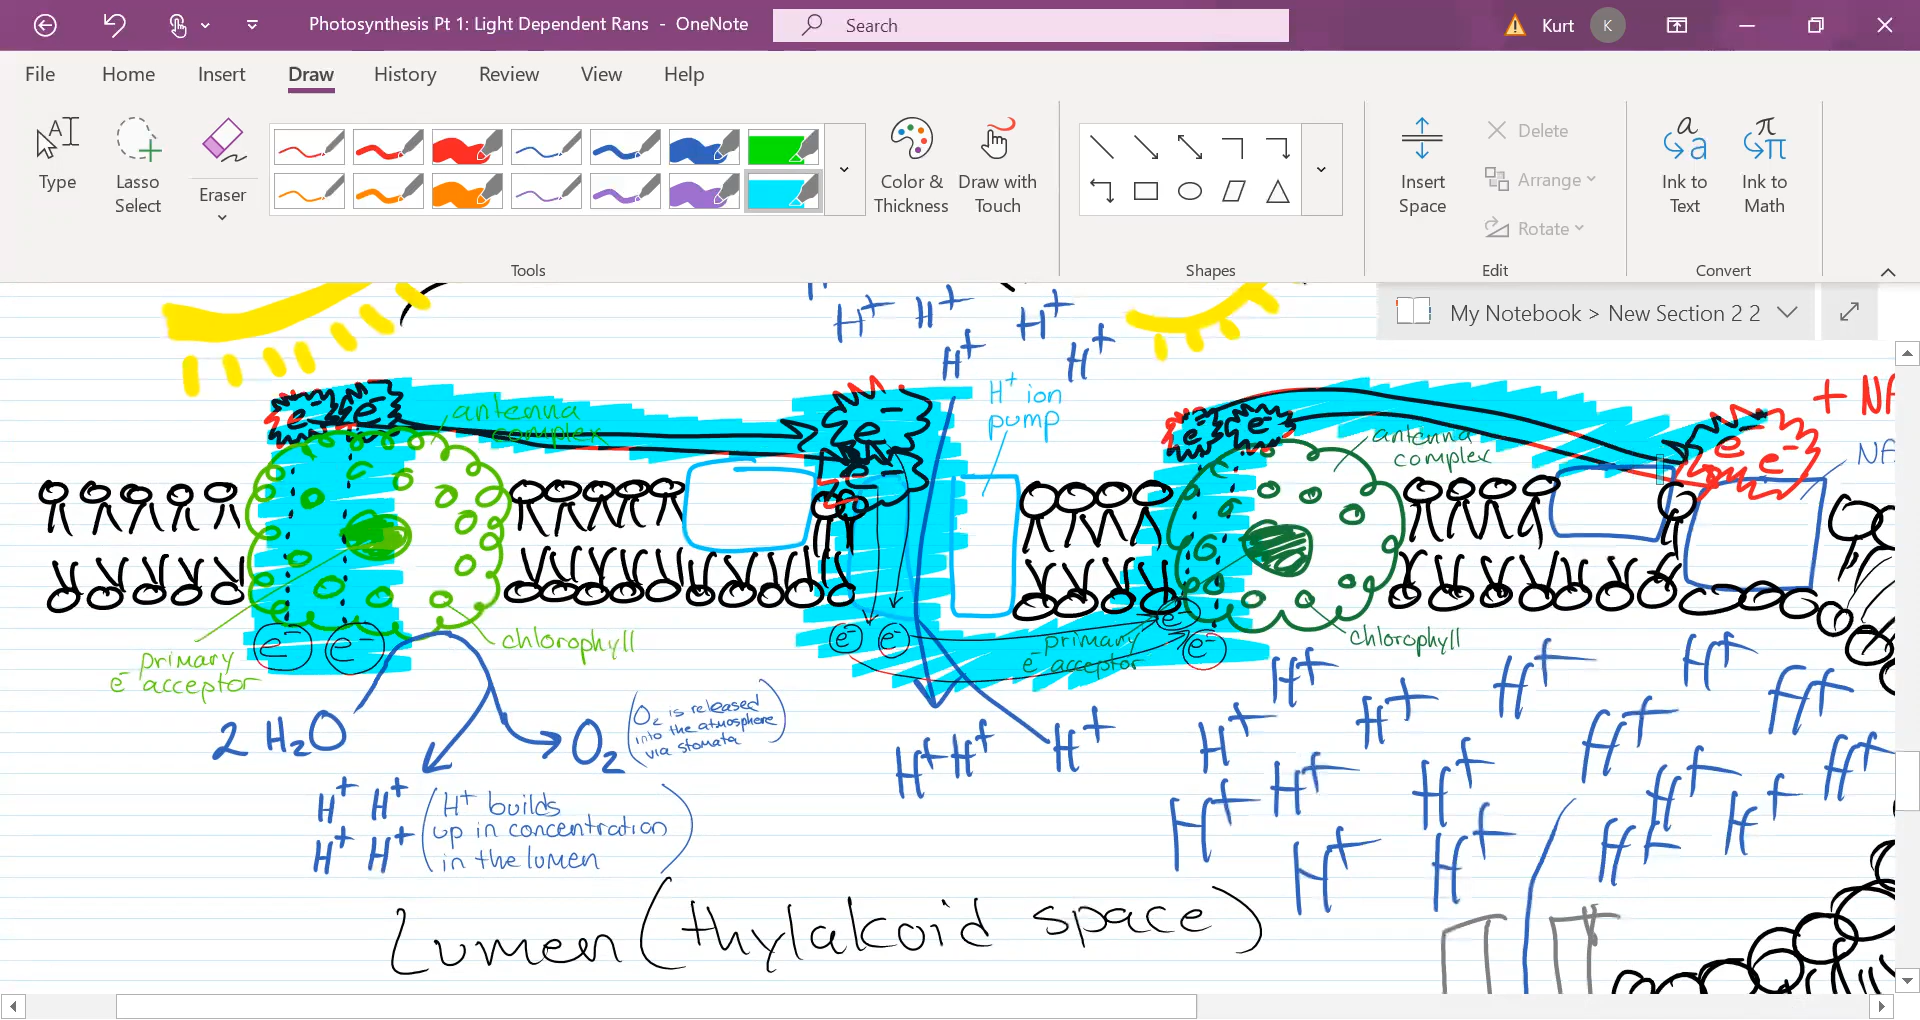 Photosynthesis Pt 1: Light Dependent Rans - OneNote
Search
Kurt
K
File
Home
Insert
Draw
History
Review
View
Help
Type
Lasso
Select
Eraser
Color &
Thickness
Draw with
Touch
Insert
Space
Delete
Arrange
Rotate
Ink to
Text
Ink to
Math
Tools
Shapes
Edit
Convert
My Notebook > New Section 2 2
H+ H+ H+
H+ H+
H+ ion
pump
+ NA
e- e-
antenna
complex
e-
e-
e- e-
antenna
complex
e- e-
NA
e- e-
chlorophyll
primary
e- acceptor
e- e-
primary
e- acceptor
e-
e-
chlorophyll
2 H2O
O2
(O2 is released
into the atmosphere
via stomata)
H+ H+
H+ H+
(H+ builds
up in concentration
in the lumen)
H+ H+ H+
H+ H+ H+ H+ H+ H+
H+ H+ H+ H+ H+ H+
H+ H+ H+
Lumen (thylakoid space)